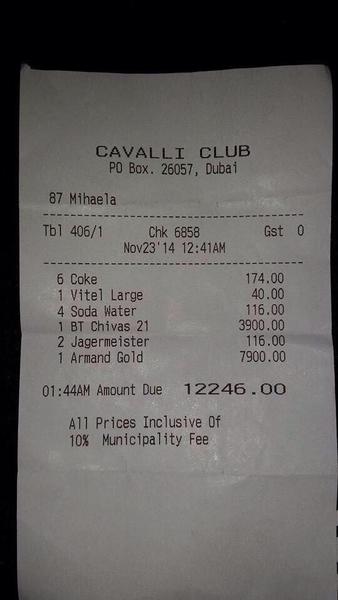 CAVALLI CLUB
PO Box. 26057, Dubai
87 Mihaela
Tbl 406/1 Chk 6858 Gst 0
Nov23'14 12:41AM
6 Coke 174.00
1 Vitel Large 40.00
4 Soda Water 116.00
1 BT Chivas 21 3900.00
2 Jagermeister 116.00
1 Armand Gold 7900.00
01:44AM Amount Due 12246.00
All Prices Inclusive Of
10% Municipality Fee